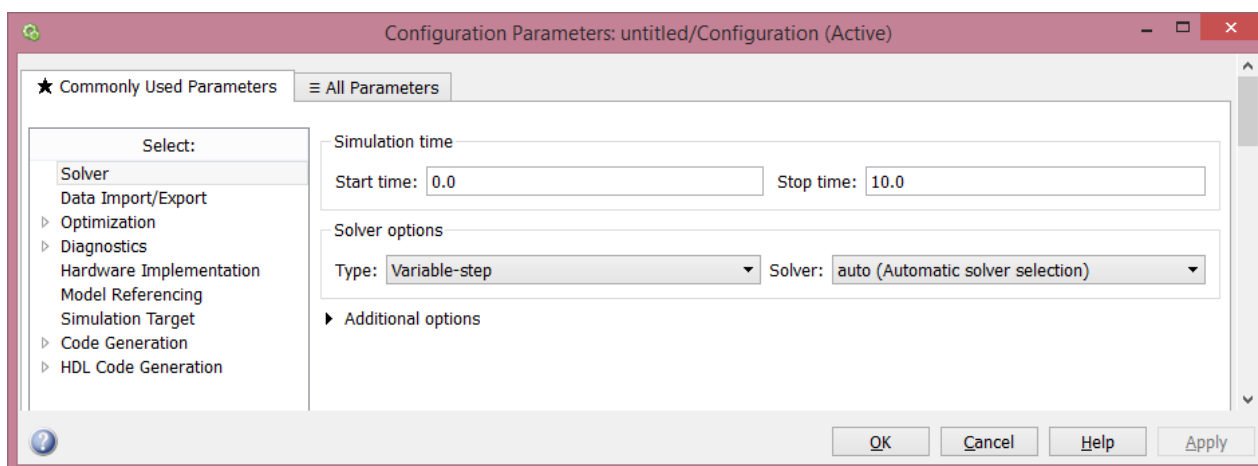 Configuration Parameters: untitled/Configuration (Active)
★ Commonly Used Parameters
≡ All Parameters
Select:
Solver
Data Import/Export
Optimization
Diagnostics
Hardware Implementation
Model Referencing
Simulation Target
Code Generation
HDL Code Generation
Simulation time
Start time: 0.0 Stop time: 10.0
Solver options
Type: Variable-step Solver: auto (Automatic solver selection)
Additional options
? OK Cancel Help Apply